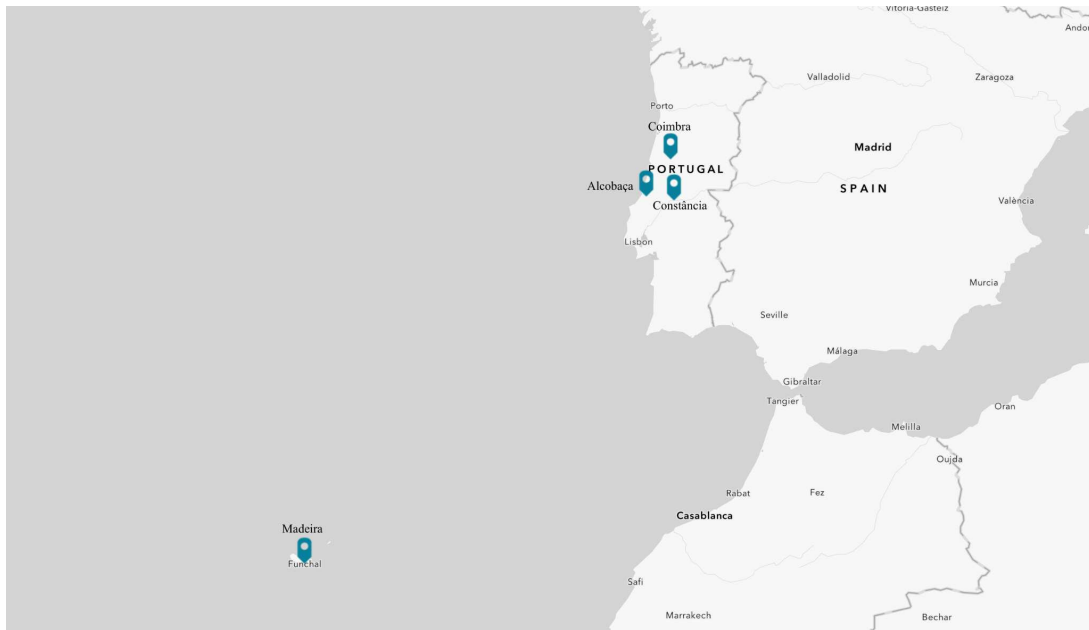 Vitoria-Gasteiz
Valladolid
Zaragoza
Porto
Coimbra
Madrid
PORTUGAL
Alcobaça
SPAIN
Constância
València
Lisbon
Murcia
Seville
Málaga
Gibraltar
Tangier
Oran
Melilla
Oujda
Rabat
Fez
Casablanca
Madeira
Funchal
Safi
Marrakech
Bechar